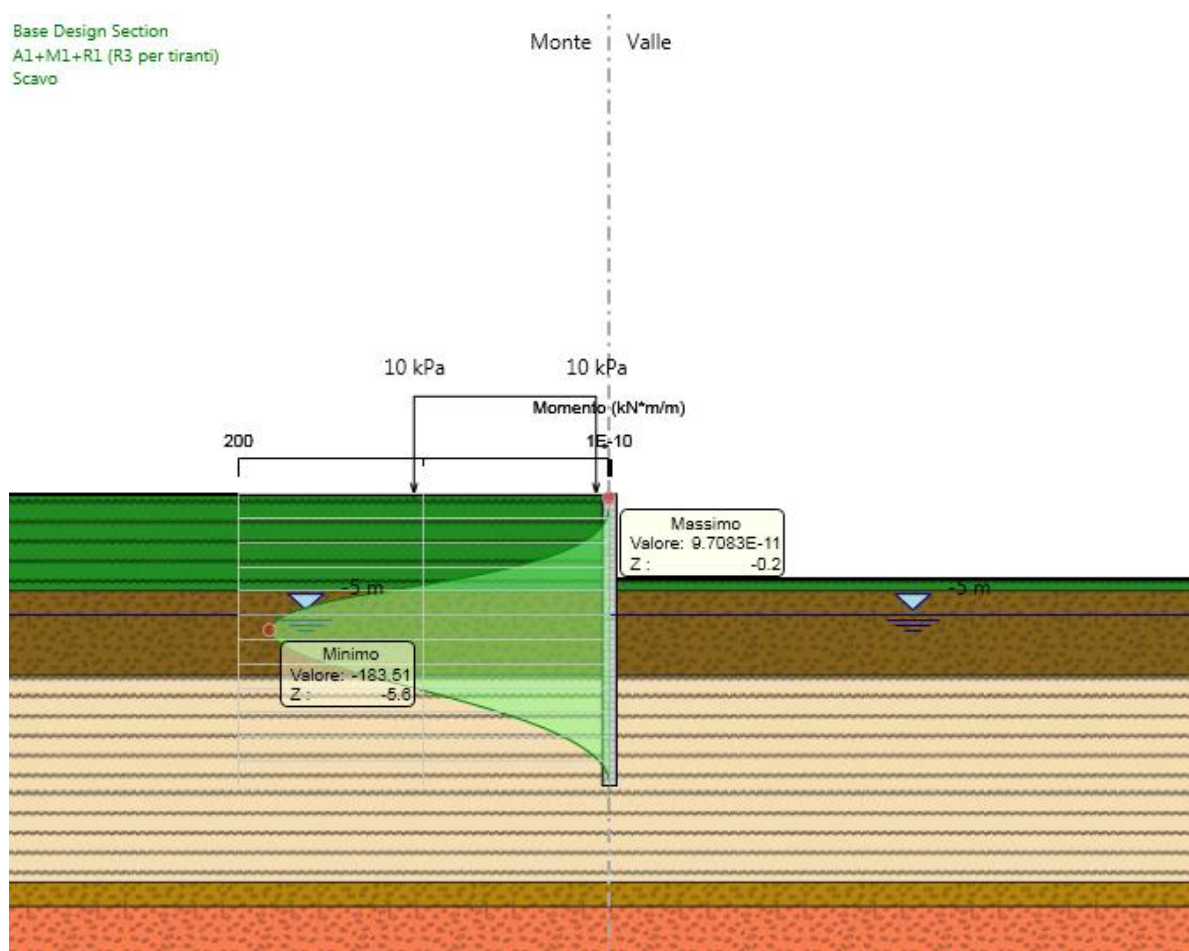 Base Design Section
A1+M1+R1 (R3 per tiranti)
Scavo
Monte Valle
10 kPa 10 kPa
Momento (kN*m/m)
200 1E-10
Massimo
Valore: 9.7083E-11
Z : -0.2
-5 m -5 m
Minimo
Valore: -183.51
Z : -5.6